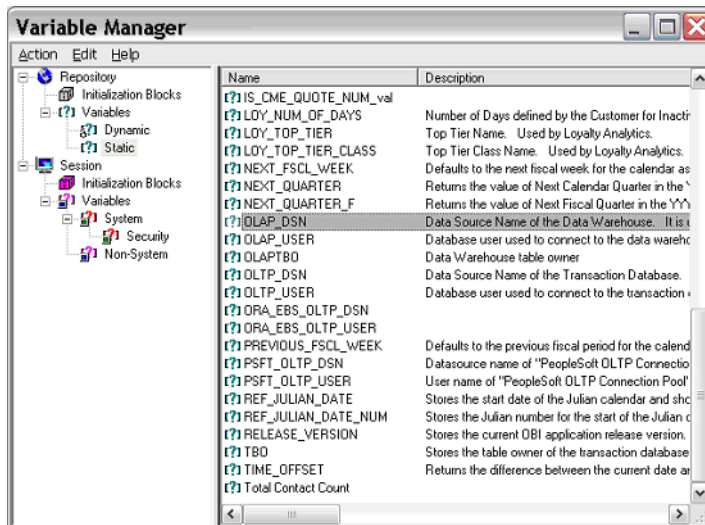 Variable Manager
Action Edit Help
Repository
Initialization Blocks
Variables
Dynamic
Static
Session
Initialization Blocks
Variables
System
Security
Non-System
Name Description
IS_CME_QUOTE_NUM_val
LOY_NUM_OF_DAYS Number of Days defined by the Customer for Inacti
LOY_TOP_TIER Top Tier Name. Used by Loyalty Analytics.
LOY_TOP_TIER_CLASS Top Tier Class Name. Used by Loyalty Analytics.
NEXT_FSCL_WEEK Defaults to the next fiscal week for the calendar as
NEXT_QUARTER Returns the value of Next Calendar Quarter in the
NEXT_QUARTER_F Returns the value of Next Fiscal Quarter in the YYY
OLAP_DSN Data Source Name of the Data Warehouse. It is
OLAP_USER Database user used to connect to the data wareho
OLAPTBO Data Warehouse table owner
OLTP_DSN Data Source Name of the Transaction Database.
OLTP_USER Database user used to connect to the transaction
ORA_EBS_OLTP_DSN
ORA_EBS_OLTP_USER
PREVIOUS_FSCL_WEEK Defaults to the previous fiscal period for the calend
PSFT_OLTP_DSN Datasource name of "PeopleSoft OLTP Connectio
PSFT_OLTP_USER User name of "PeopleSoft OLTP Connection Pool"
REF_JULIAN_DATE Stores the start date of the Julian calendar and sho
REF_JULIAN_DATE_NUM Stores the Julian number for the start of the Julian
RELEASE_VERSION Stores the current OBI application release version.
TBO Stores the table owner of the transaction database
TIME_OFFSET Returns the difference between the current date
Total Contact Count